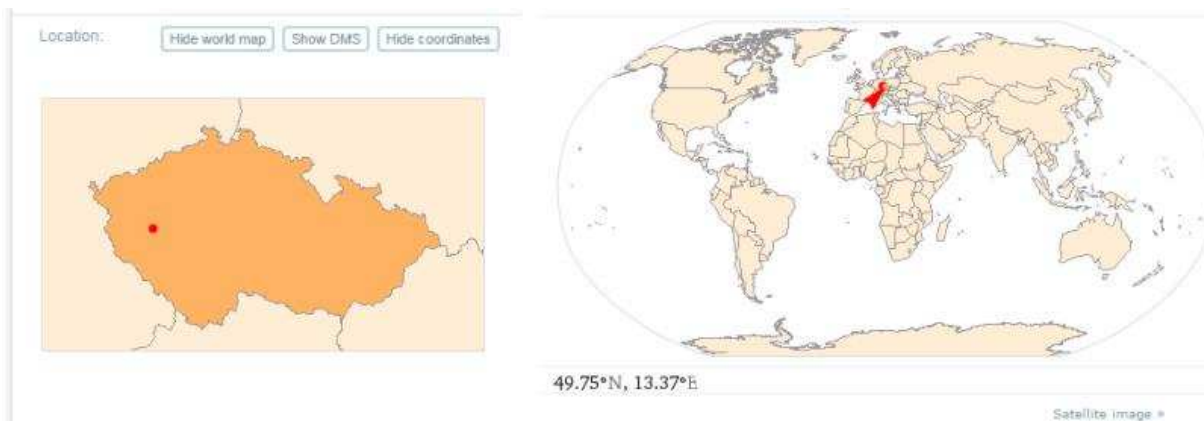 Location:
Hide world map
Show DMS
Hide coordinates
49.75°N, 13.37°E
Satellite image »